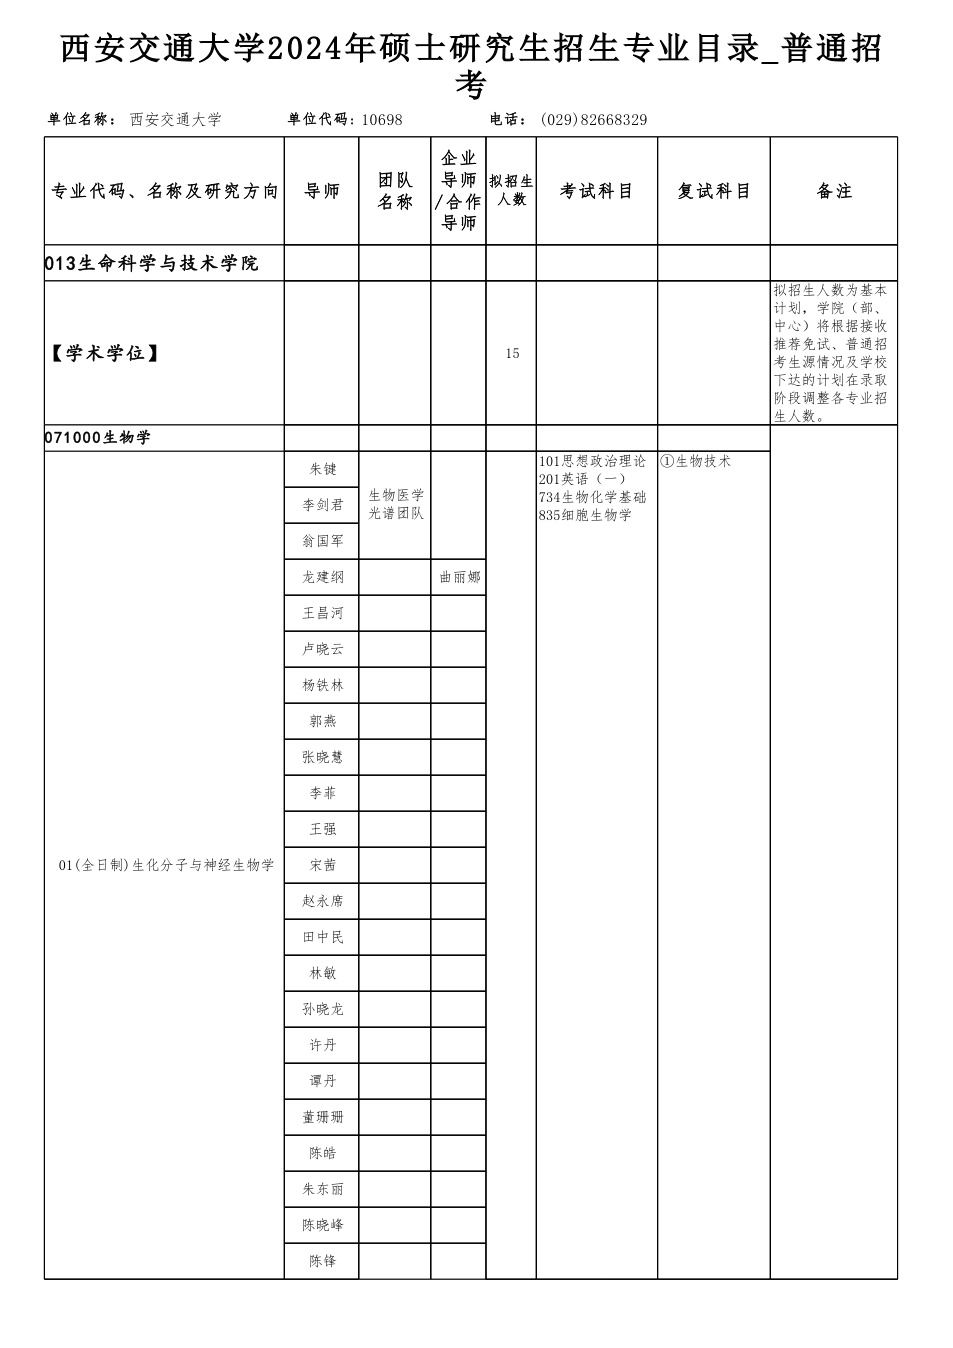 西安交通大学2024年硕士研究生招生专业目录_普通招
考
单位名称： 西安交通大学 单位代码: 10698 电话： (029)82668329
专业代码、名称及研究方向 导师 团队名称 企业导师/合作导师 拟招生人数 考试科目 复试科目 备注
013生命科学与技术学院
【学术学位】 15
拟招生人数为基本
计划，学院（部、
中心）将根据接收
推荐免试、普通招
考生源情况及学校
下达的计划在录取
阶段调整各专业招
生人数。
071000生物学
01(全日制)生化分子与神经生物学
朱键
李剑君
翁国军
生物医学
光谱团队
101思想政治理论
201英语（一）
734生物化学基础
835细胞生物学
①生物技术
龙建纲 曲丽娜
王昌河
卢晓云
杨铁林
郭燕
张晓慧
李菲
王强
宋茜
赵永席
田中民
林敏
孙晓龙
许丹
谭丹
董珊珊
陈皓
朱东丽
陈晓峰
陈锋